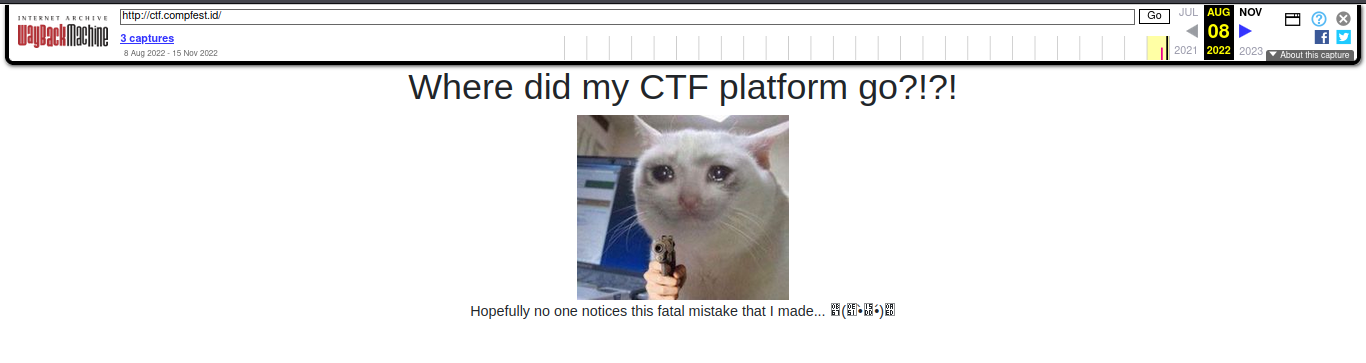 INTERNET ARCHIVE
WayBackMachine
http://ctf.compfest.id/
Go
3 captures
8 Aug 2022 - 15 Nov 2022
JUL AUG NOV
08
2021 2022 2023
About this capture
Where did my CTF platform go?!?!
Hopefully no one notices this fatal mistake that I made...